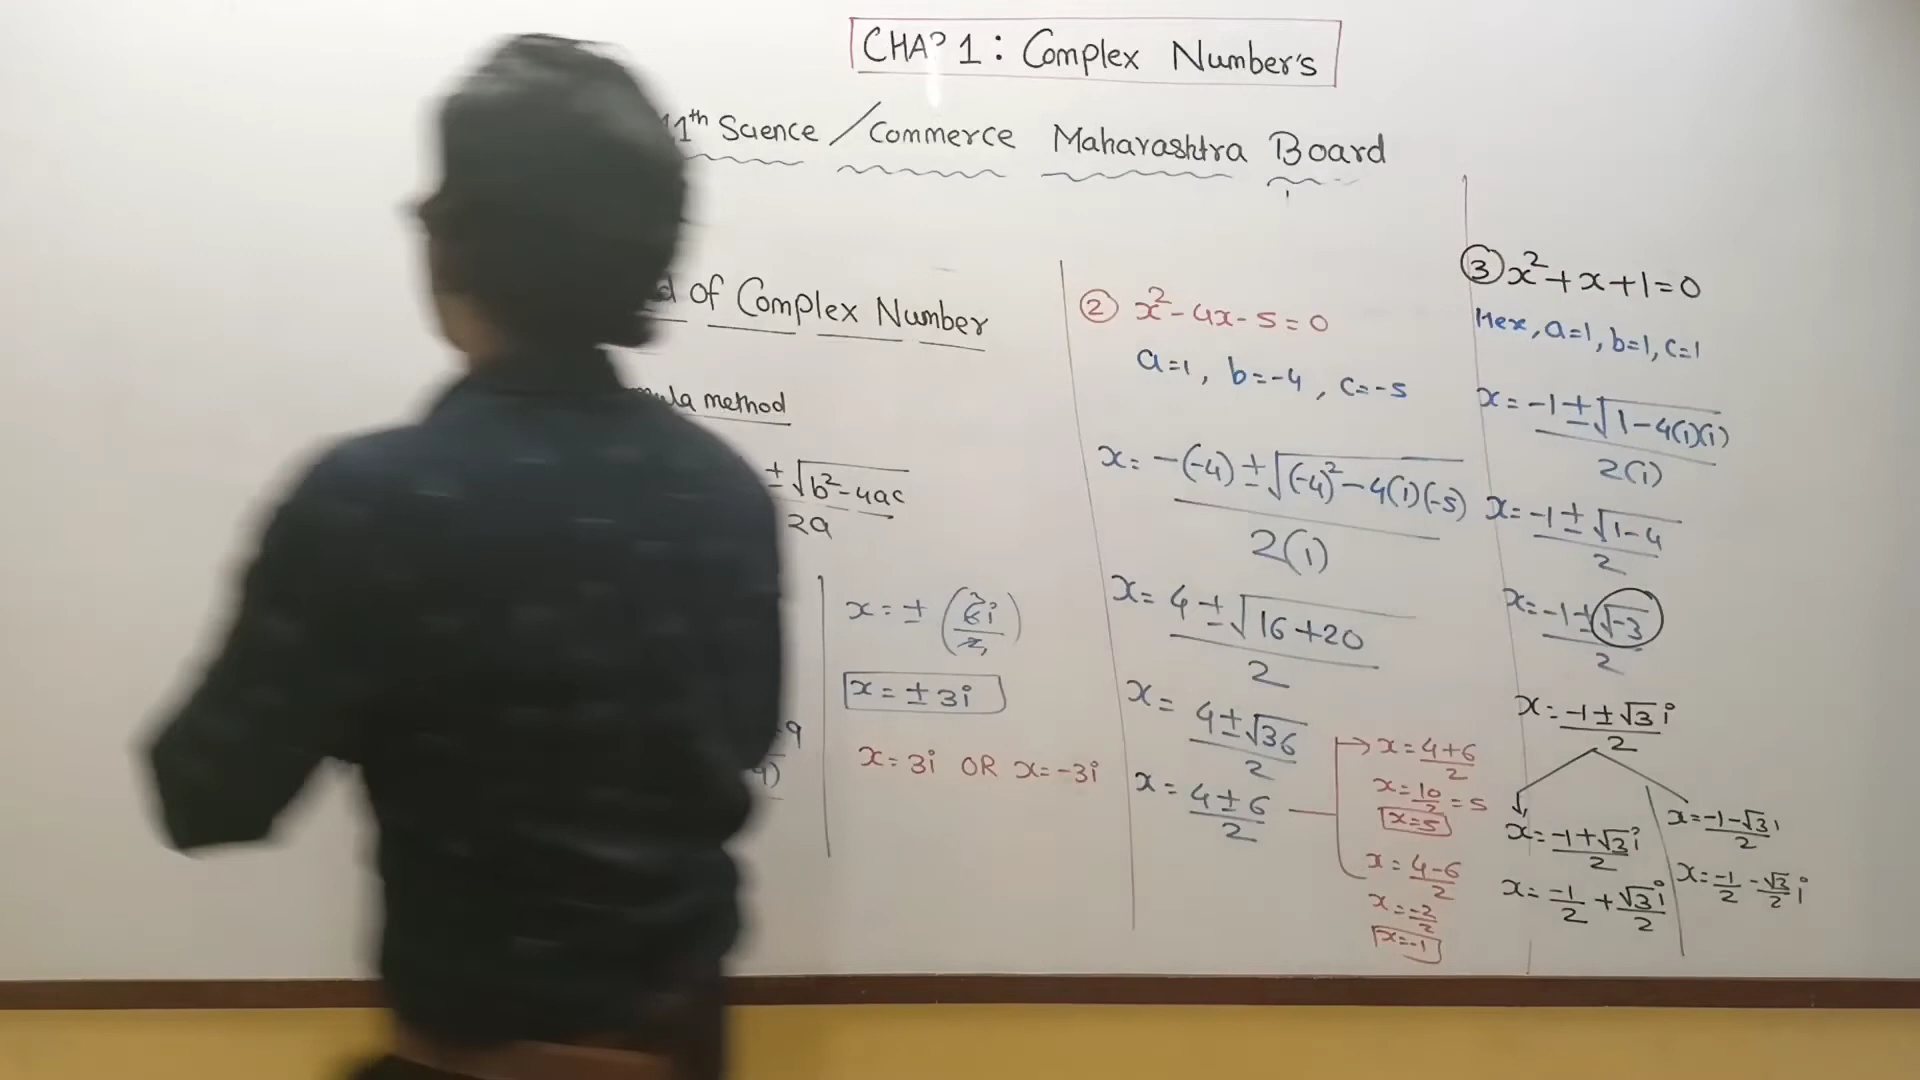 CHAP 1 : Complex Number's
11th Science / Commerce Maharashtra Board
of Complex Number
method
± √b² - 4ac
2a
x = ± (6i/2)
x = ± 3i
x = 3i OR x = -3i
② x² - 4x - 5 = 0
a=1, b=-4, c=-5
x = -(-4) ± √(-4)² - 4(1)(-5)
2(1)
x = 4 ± √16+20
2
x = 4 ± √36
2
x = 4 ± 6
2
x = 4+6
2
x = 10/2 = 5
x=5
x = 4-6
2
x = -2/2
x=-1
③ x² + x + 1 = 0
a=1, b=1, c=1
x = -1 ± √1-4(1)(1)
2(1)
x = -1 ± √1-4
2
x = -1 ± √-3
2
x = -1 ± √3 i
2
x = -1+√3 i
2
x = -1/2 + √3 i/2
x = -1-√3 i
2
x = -1/2 - √3/2 i